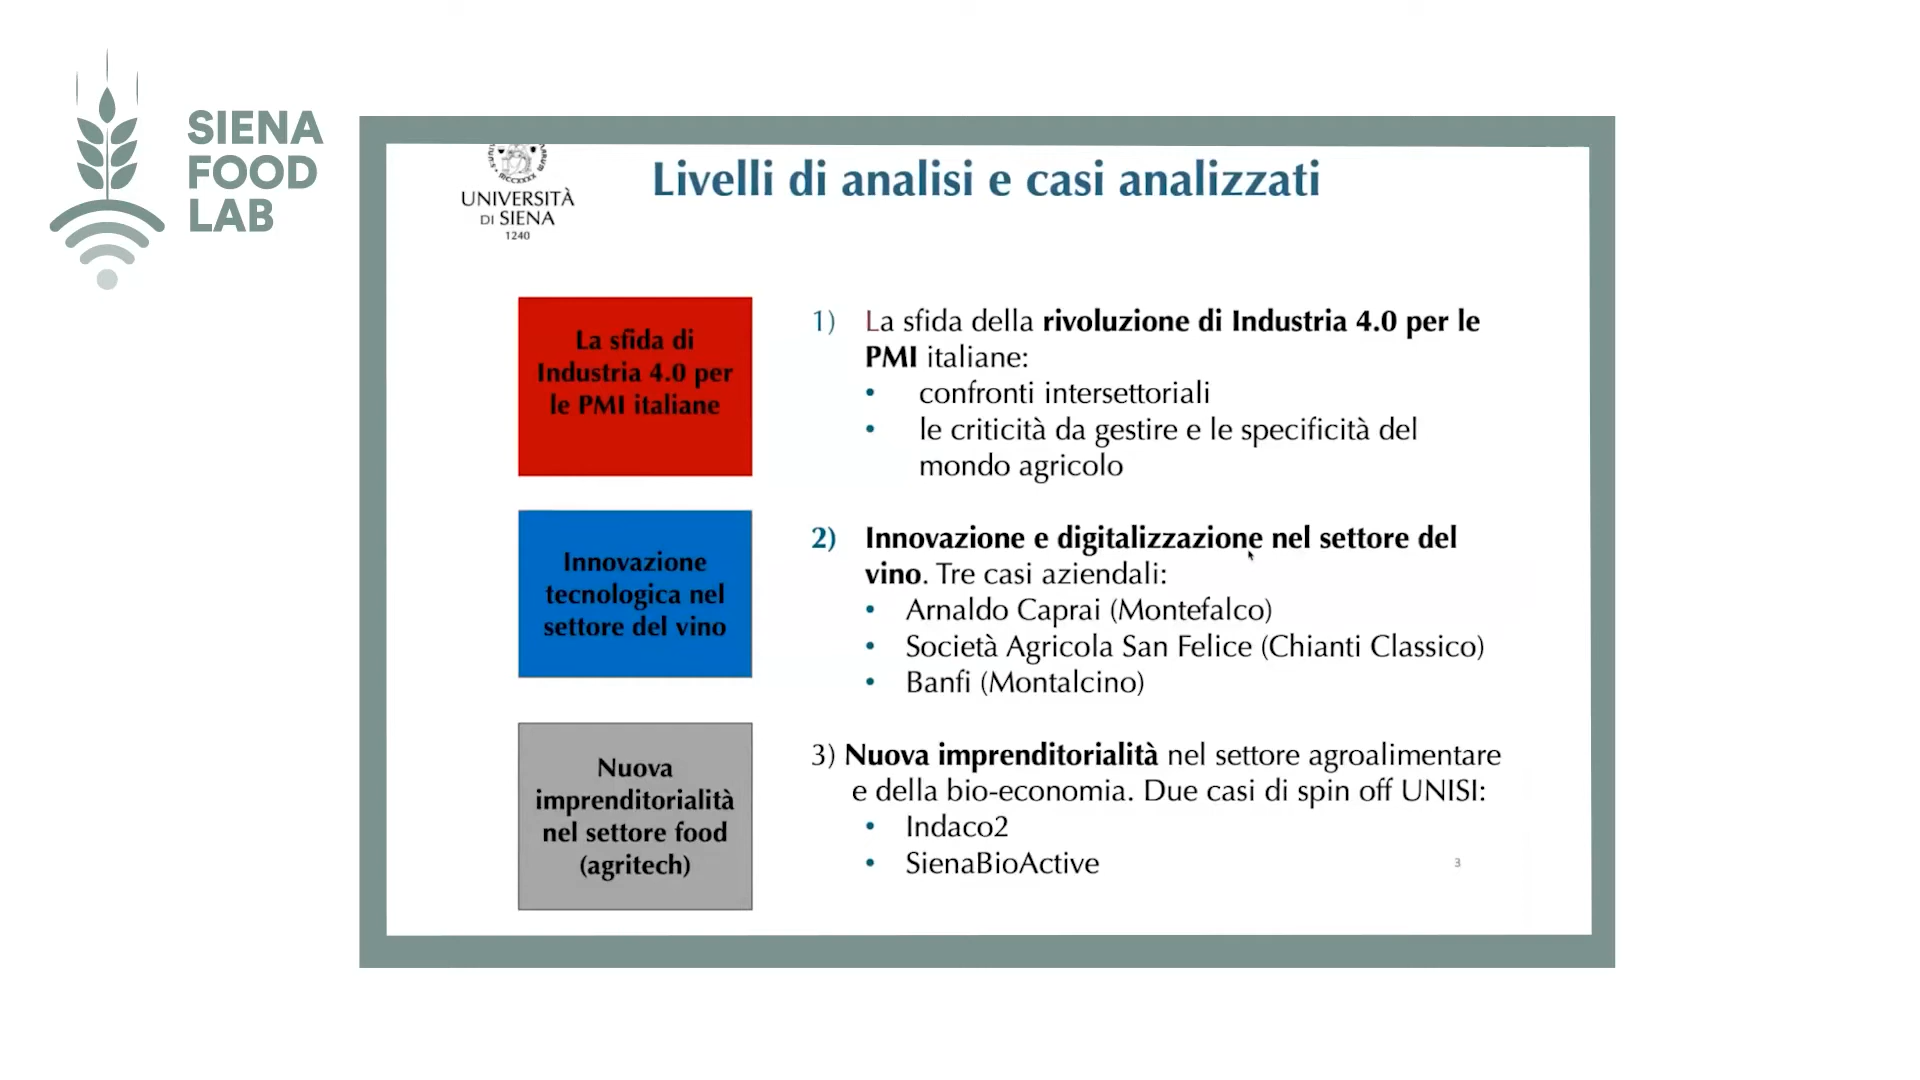 SIENA
FOOD
LAB
UNIVERSITÀ
DI SIENA
1240
Livelli di analisi e casi analizzati
La sfida di
Industria 4.0 per
le PMI italiane
1) La sfida della rivoluzione di Industria 4.0 per le
PMI italiane:
• confronti intersettoriali
• le criticità da gestire e le specificità del
mondo agricolo
Innovazione
tecnologica nel
settore del vino
2) Innovazione e digitalizzazione nel settore del
vino. Tre casi aziendali:
• Arnaldo Caprai (Montefalco)
• Società Agricola San Felice (Chianti Classico)
• Banfi (Montalcino)
Nuova
imprenditorialità
nel settore food
(agritech)
3) Nuova imprenditorialità nel settore agroalimentare
e della bio-economia. Due casi di spin off UNISI:
• Indaco2
• SienaBioActive
3